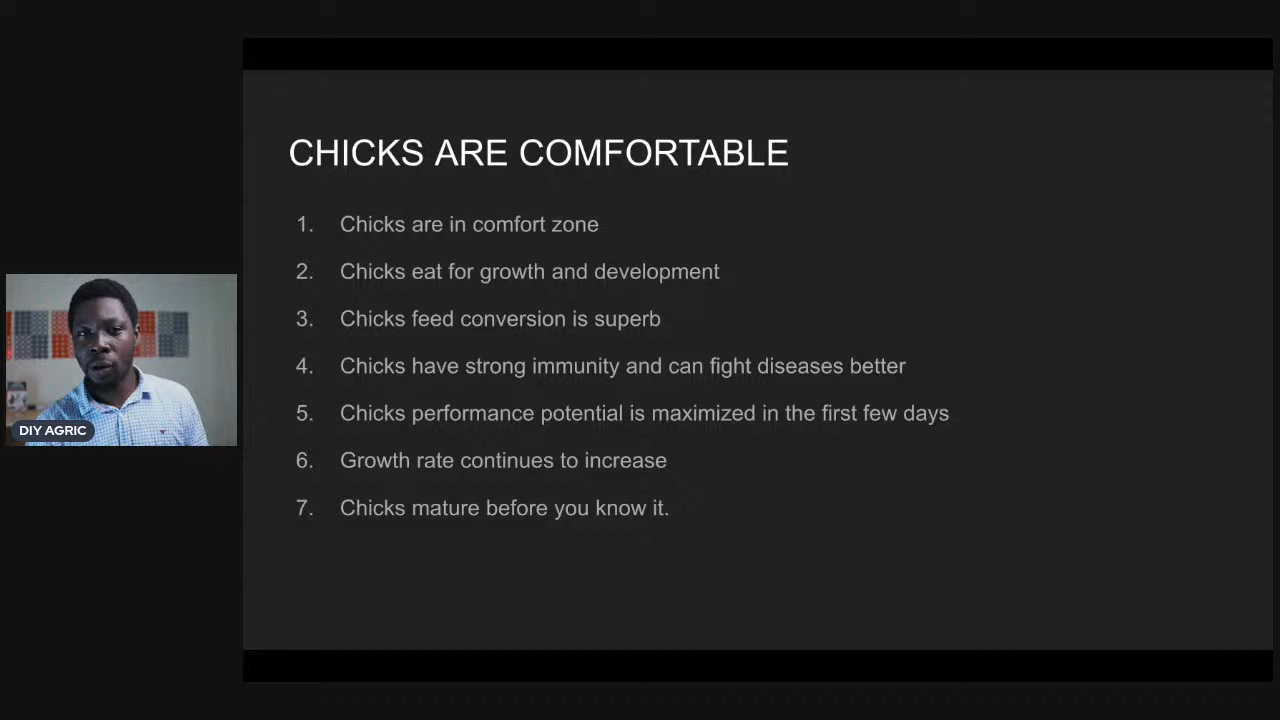 CHICKS ARE COMFORTABLE
1. Chicks are in comfort zone
2. Chicks eat for growth and development
3. Chicks feed conversion is superb
4. Chicks have strong immunity and can fight diseases better
5. Chicks performance potential is maximized in the first few days
6. Growth rate continues to increase
7. Chicks mature before you know it.
DIY AGRIC